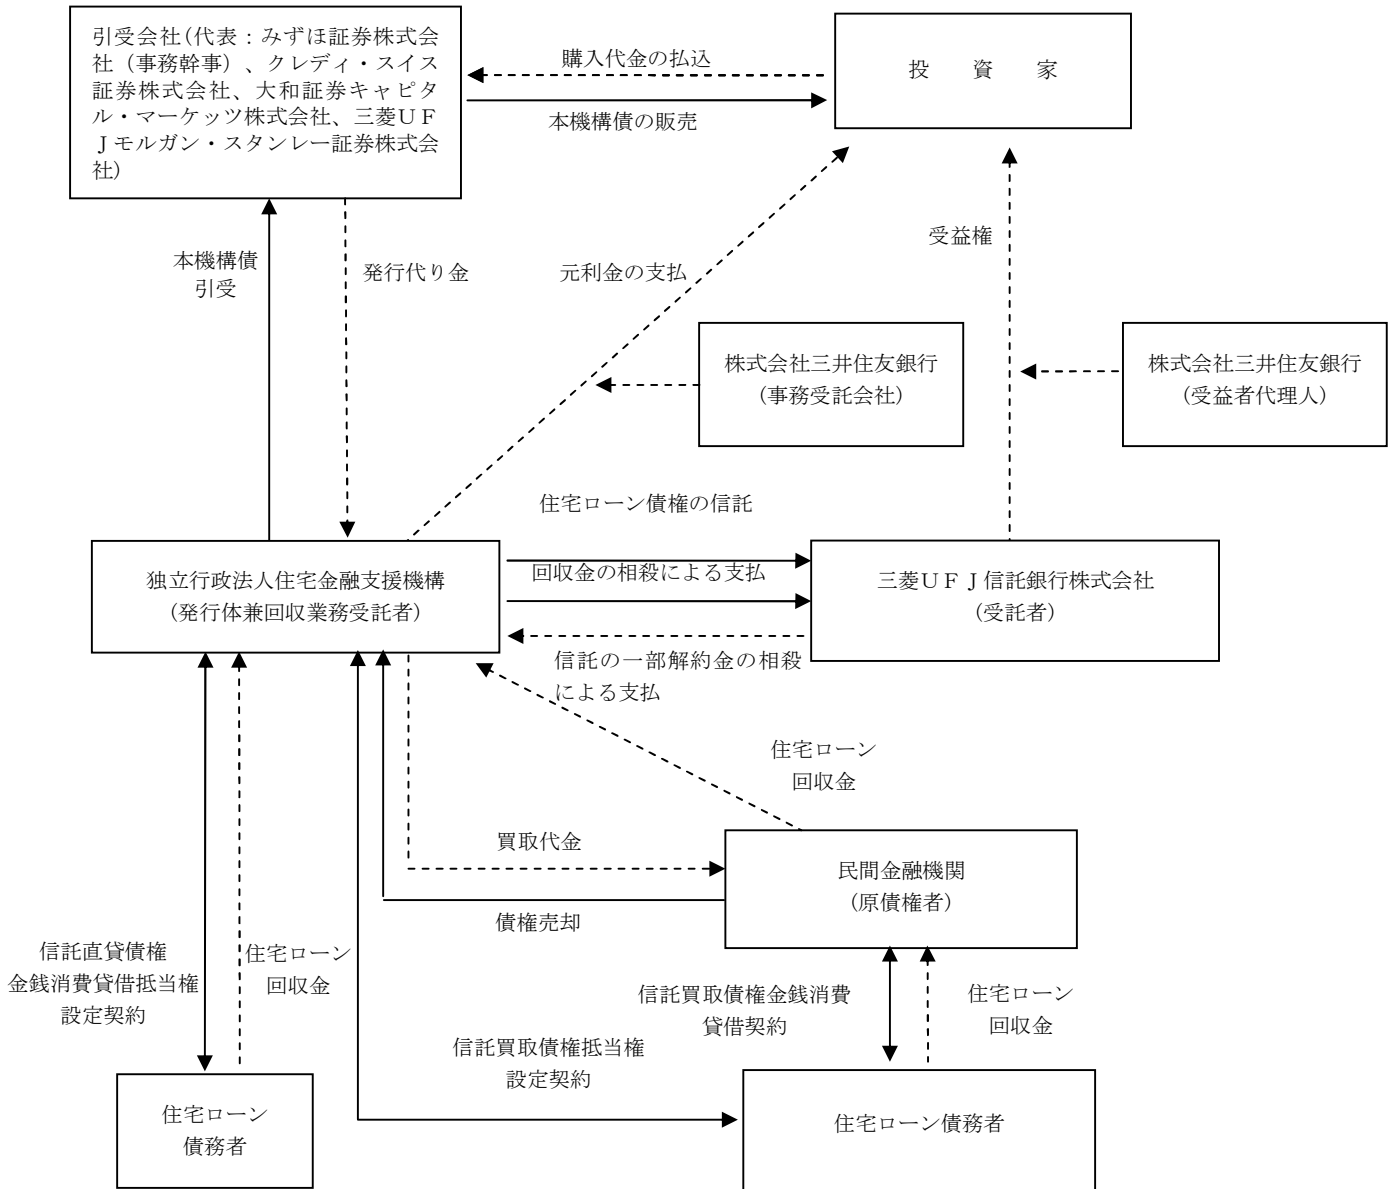 引受会社（代表：みずほ証券株式会
社（事務幹事）、クレディ・スイス
証券株式会社、大和証券キャピタ
ル・マーケッツ株式会社、三菱ＵＦ
Ｊモルガン・スタンレー証券株式会
社）
購入代金の払込
本機構債の販売
投　資　家
本機構債
引受
発行代り金
元利金の支払
受益権
株式会社三井住友銀行
（事務受託会社）
株式会社三井住友銀行
（受益者代理人）
住宅ローン債権の信託
独立行政法人住宅金融支援機構
（発行体兼回収業務受託者）
回収金の相殺による支払
三菱ＵＦＪ信託銀行株式会社
（受託者）
信託の一部解約金の相殺
による支払
住宅ローン
回収金
買取代金
民間金融機関
（原債権者）
債権売却
信託直貸債権
金銭消費貸借抵当権
設定契約
住宅ローン
回収金
信託買取債権金銭消費
貸借契約
住宅ローン
回収金
信託買取債権抵当権
設定契約
住宅ローン
債務者
住宅ローン債務者